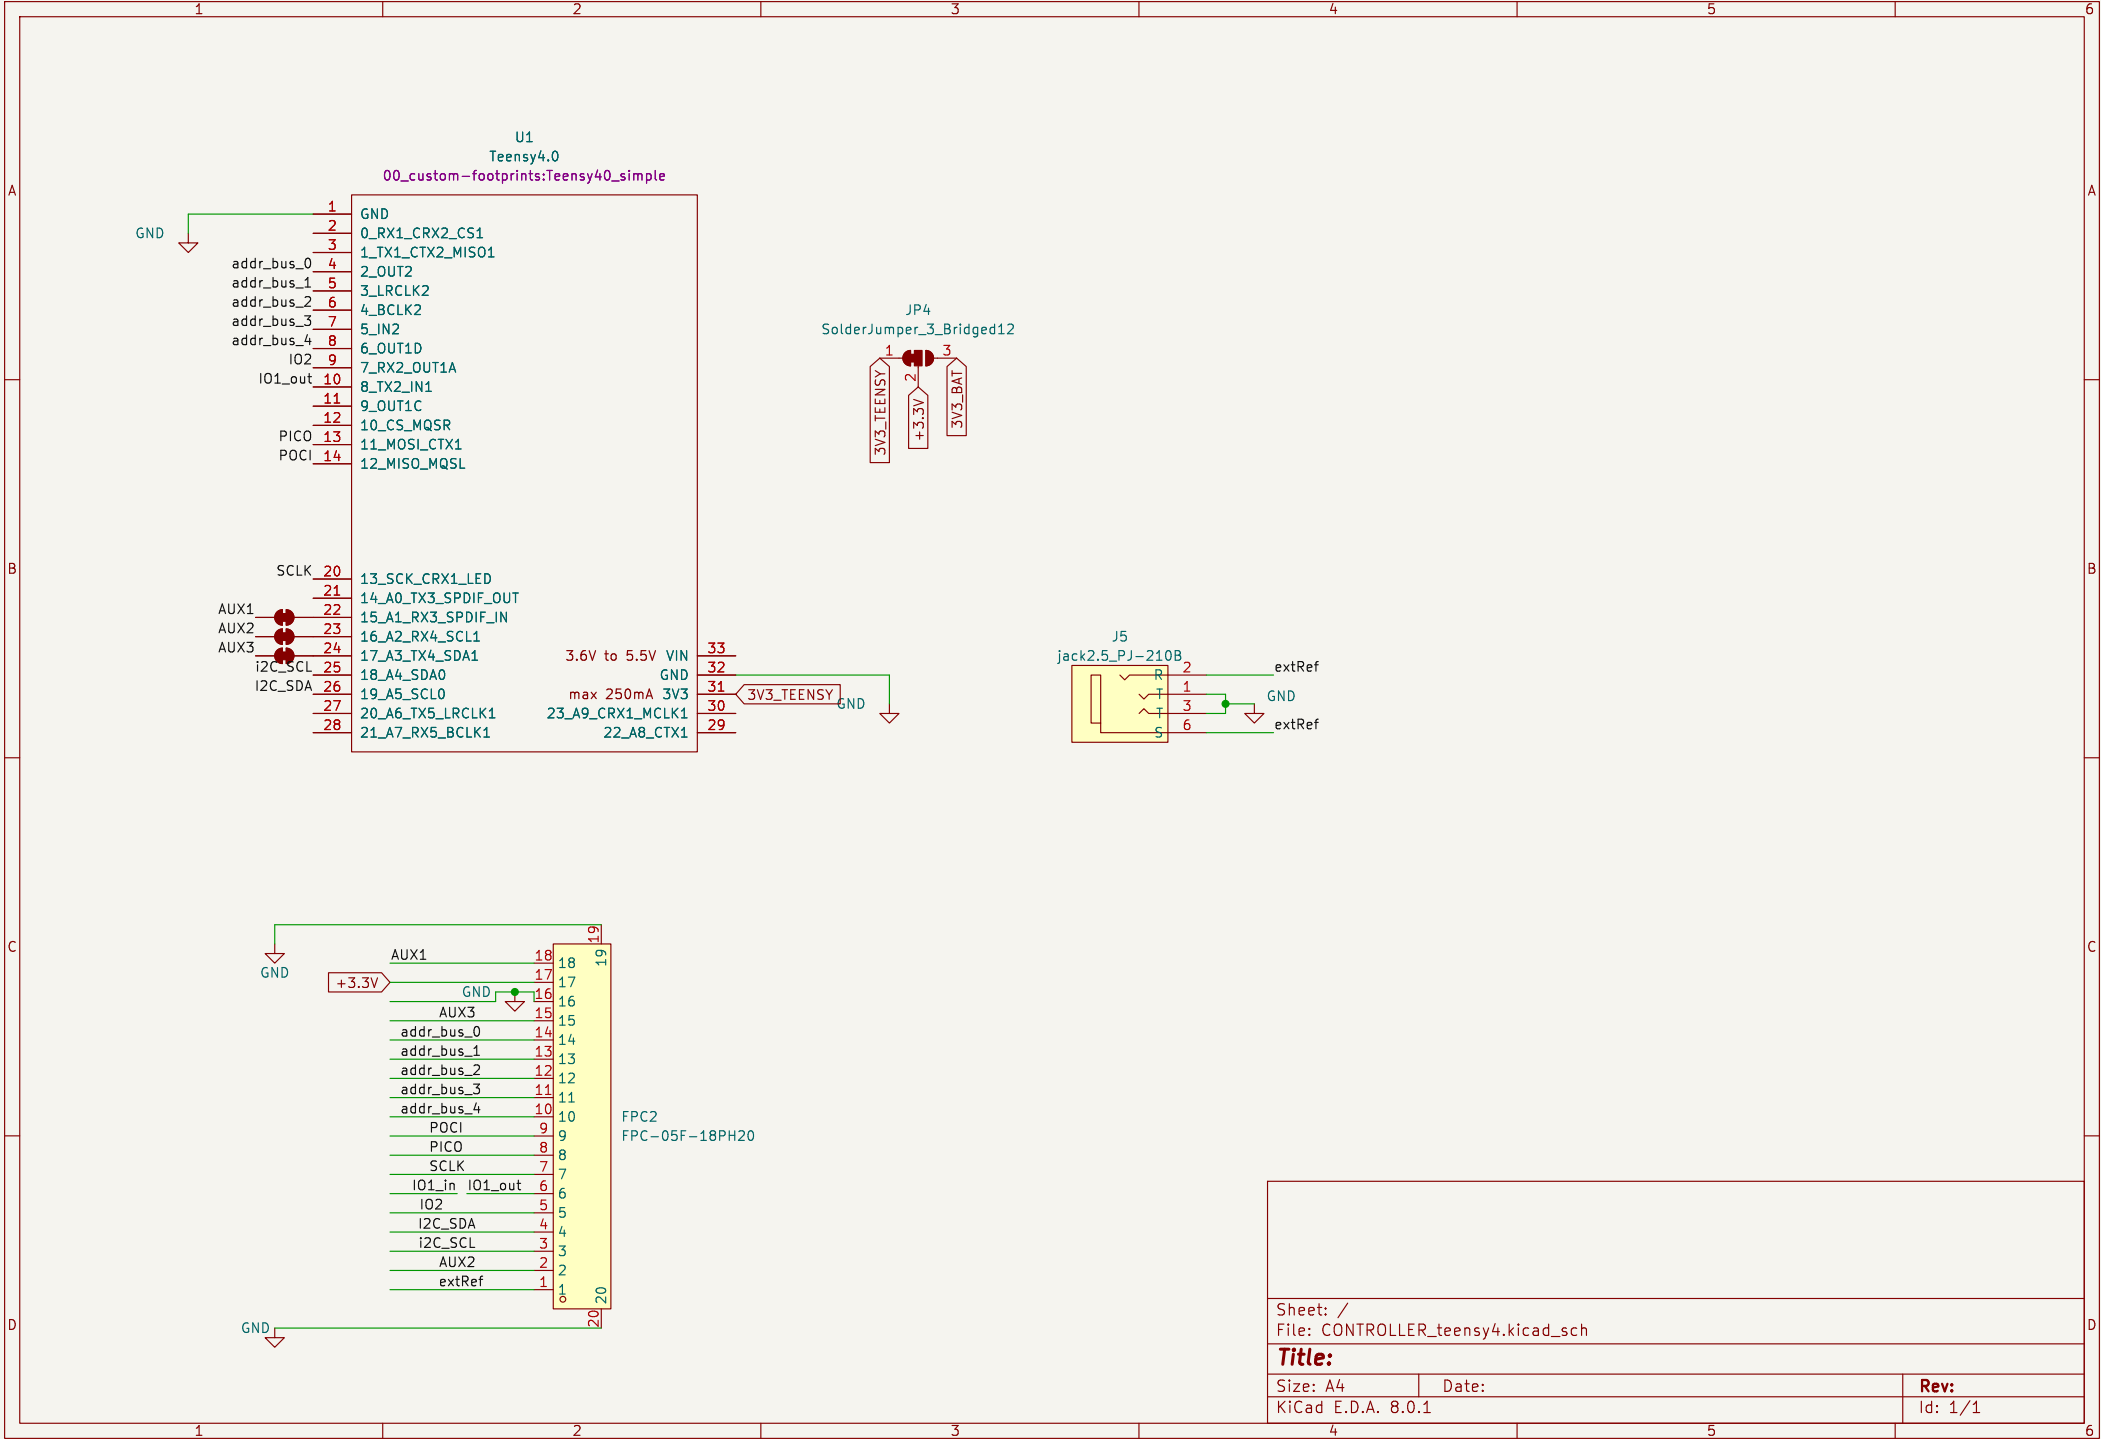 1 2 3 4 5 6
A A
B B
C C
D D
U1
Teensy4.0
00_custom-footprints:Teensy40_simple
GND
1 GND
2 0_RX1_CRX2_CS1
3 1_TX1_CTX2_MISO1
addr_bus_0 4 2_OUT2
addr_bus_1 5 3_LRCLK2
addr_bus_2 6 4_BCLK2
addr_bus_3 7 5_IN2
addr_bus_4 8 6_OUT1D
IO2 9 7_RX2_OUT1A
IO1_out 10 8_TX2_IN1
11 9_OUT1C
12 10_CS_MQSR
PICO 13 11_MOSI_CTX1
POCI 14 12_MISO_MQSL
SCLK 20 13_SCK_CRX1_LED
21 14_A0_TX3_SPDIF_OUT
AUX1 22 15_A1_RX3_SPDIF_IN
AUX2 23 16_A2_RX4_SCL1
AUX3 24 17_A3_TX4_SDA1
i2C_SCL 25 18_A4_SDA0
I2C_SDA 26 19_A5_SCL0
27 20_A6_TX5_LRCLK1
28 21_A7_RX5_BCLK1
3.6V to 5.5V VIN 33
GND 32
max 250mA 3V3 31 3V3_TEENSY
GND
23_A9_CRX1_MCLK1 30
22_A8_CTX1 29
JP4
SolderJumper_3_Bridged12
1 3
2
3V3_TEENSY
+3.3V
3V3_BAT
J5
jack2.5_PJ-210B
R 2 extRef
T 1
GND
T 3
S 6 extRef
GND
19 19
AUX1 18 18
+3.3V 17 17
GND 16 16
AUX3 15 15
addr_bus_0 14 14
addr_bus_1 13 13
addr_bus_2 12 12
addr_bus_3 11 11
addr_bus_4 10 10
POCI 9 9
PICO 8 8
SCLK 7 7
IO1_in IO1_out 6 6
IO2 5 5
I2C_SDA 4 4
i2C_SCL 3 3
AUX2 2 2
extRef 1 1
20 20
GND
FPC2
FPC-05F-18PH20
Sheet: /
File: CONTROLLER_teensy4.kicad_sch
Title:
Size: A4 Date: Rev:
KiCad E.D.A. 8.0.1 Id: 1/1
1 2 3 4 5 6